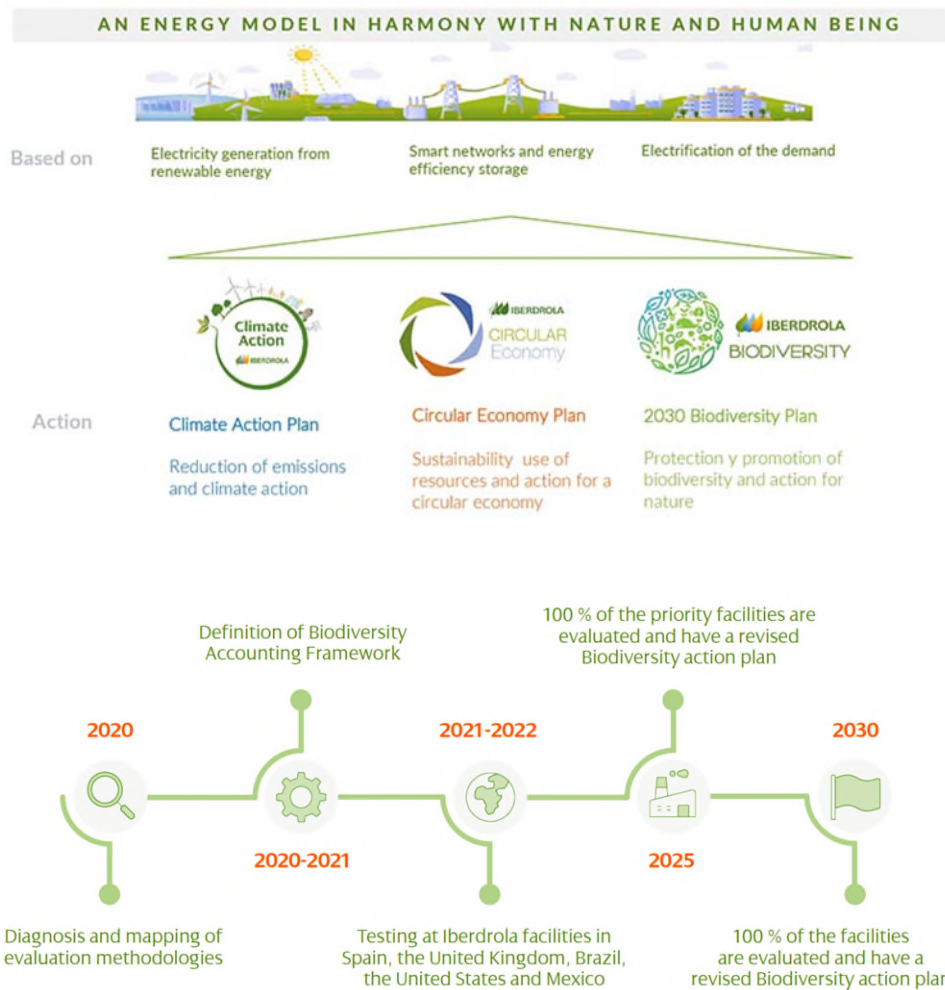 AN ENERGY MODEL IN HARMONY WITH NATURE AND HUMAN BEING
Based on
Electricity generation from
renewable energy
Smart networks and energy
efficiency storage
Electrification of the demand
Climate
Action
IBERDROLA
IBERDROLA
CIRCULAR
Economy
IBERDROLA
BIODIVERSITY
Action
Climate Action Plan
Reduction of emissions
and climate action
Circular Economy Plan
Sustainability use of
resources and action for a
circular economy
2030 Biodiversity Plan
Protection y promotion of
biodiversity and action for
nature
Definition of Biodiversity
Accounting Framework
100 % of the priority facilities are
evaluated and have a revised
Biodiversity action plan
2020
2021-2022
2030
2020-2021
2025
Diagnosis and mapping of
evaluation methodologies
Testing at Iberdrola facilities in
Spain, the United Kingdom, Brazil,
the United States and Mexico
100 % of the facilities
are evaluated and have a
revised Biodiversity action plan